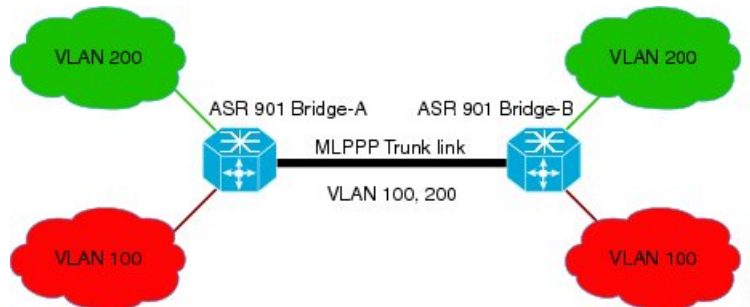 VLAN 200
VLAN 200
ASR 901 Bridge-A
ASR 901 Bridge-B
MLPPP Trunk link
VLAN 100, 200
VLAN 100
VLAN 100